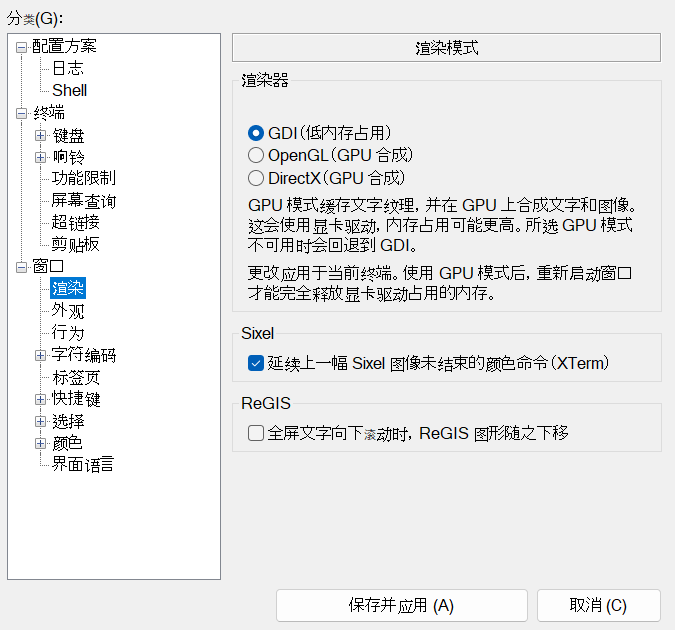 分类(G):
配置方案
日志
Shell
终端
键盘
响铃
功能限制
屏幕查询
超链接
剪贴板
窗口
渲染
外观
行为
字符编码
标签页
快捷键
选择
颜色
界面语言
渲染模式
渲染器
GDI（低内存占用）
OpenGL（GPU 合成）
DirectX（GPU 合成）
GPU 模式缓存文字纹理，并在 GPU 上合成文字和图像。
这会使用显卡驱动，内存占用可能更高。所选 GPU 模式
不可用时会回退到 GDI。
更改应用于当前终端。使用 GPU 模式后，重新启动窗口
才能完全释放显卡驱动占用的内存。
Sixel
延续上一幅 Sixel 图像未结束的颜色命令（XTerm）
ReGIS
全屏文字向下滚动时，ReGIS 图形随之下移
保存并应用 (A)
取消 (C)